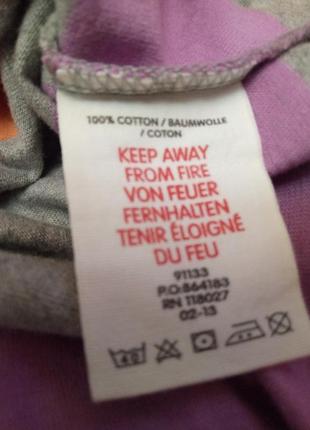 100% COTTON / BAUMWOLLE
/ COTON
KEEP AWAY
FROM FIRE
VON FEUER
FERNHALTEN
TENIR ÉLOIGNÉ
DU FEU
91133
P.O:864183
RN 118027
02-13
40